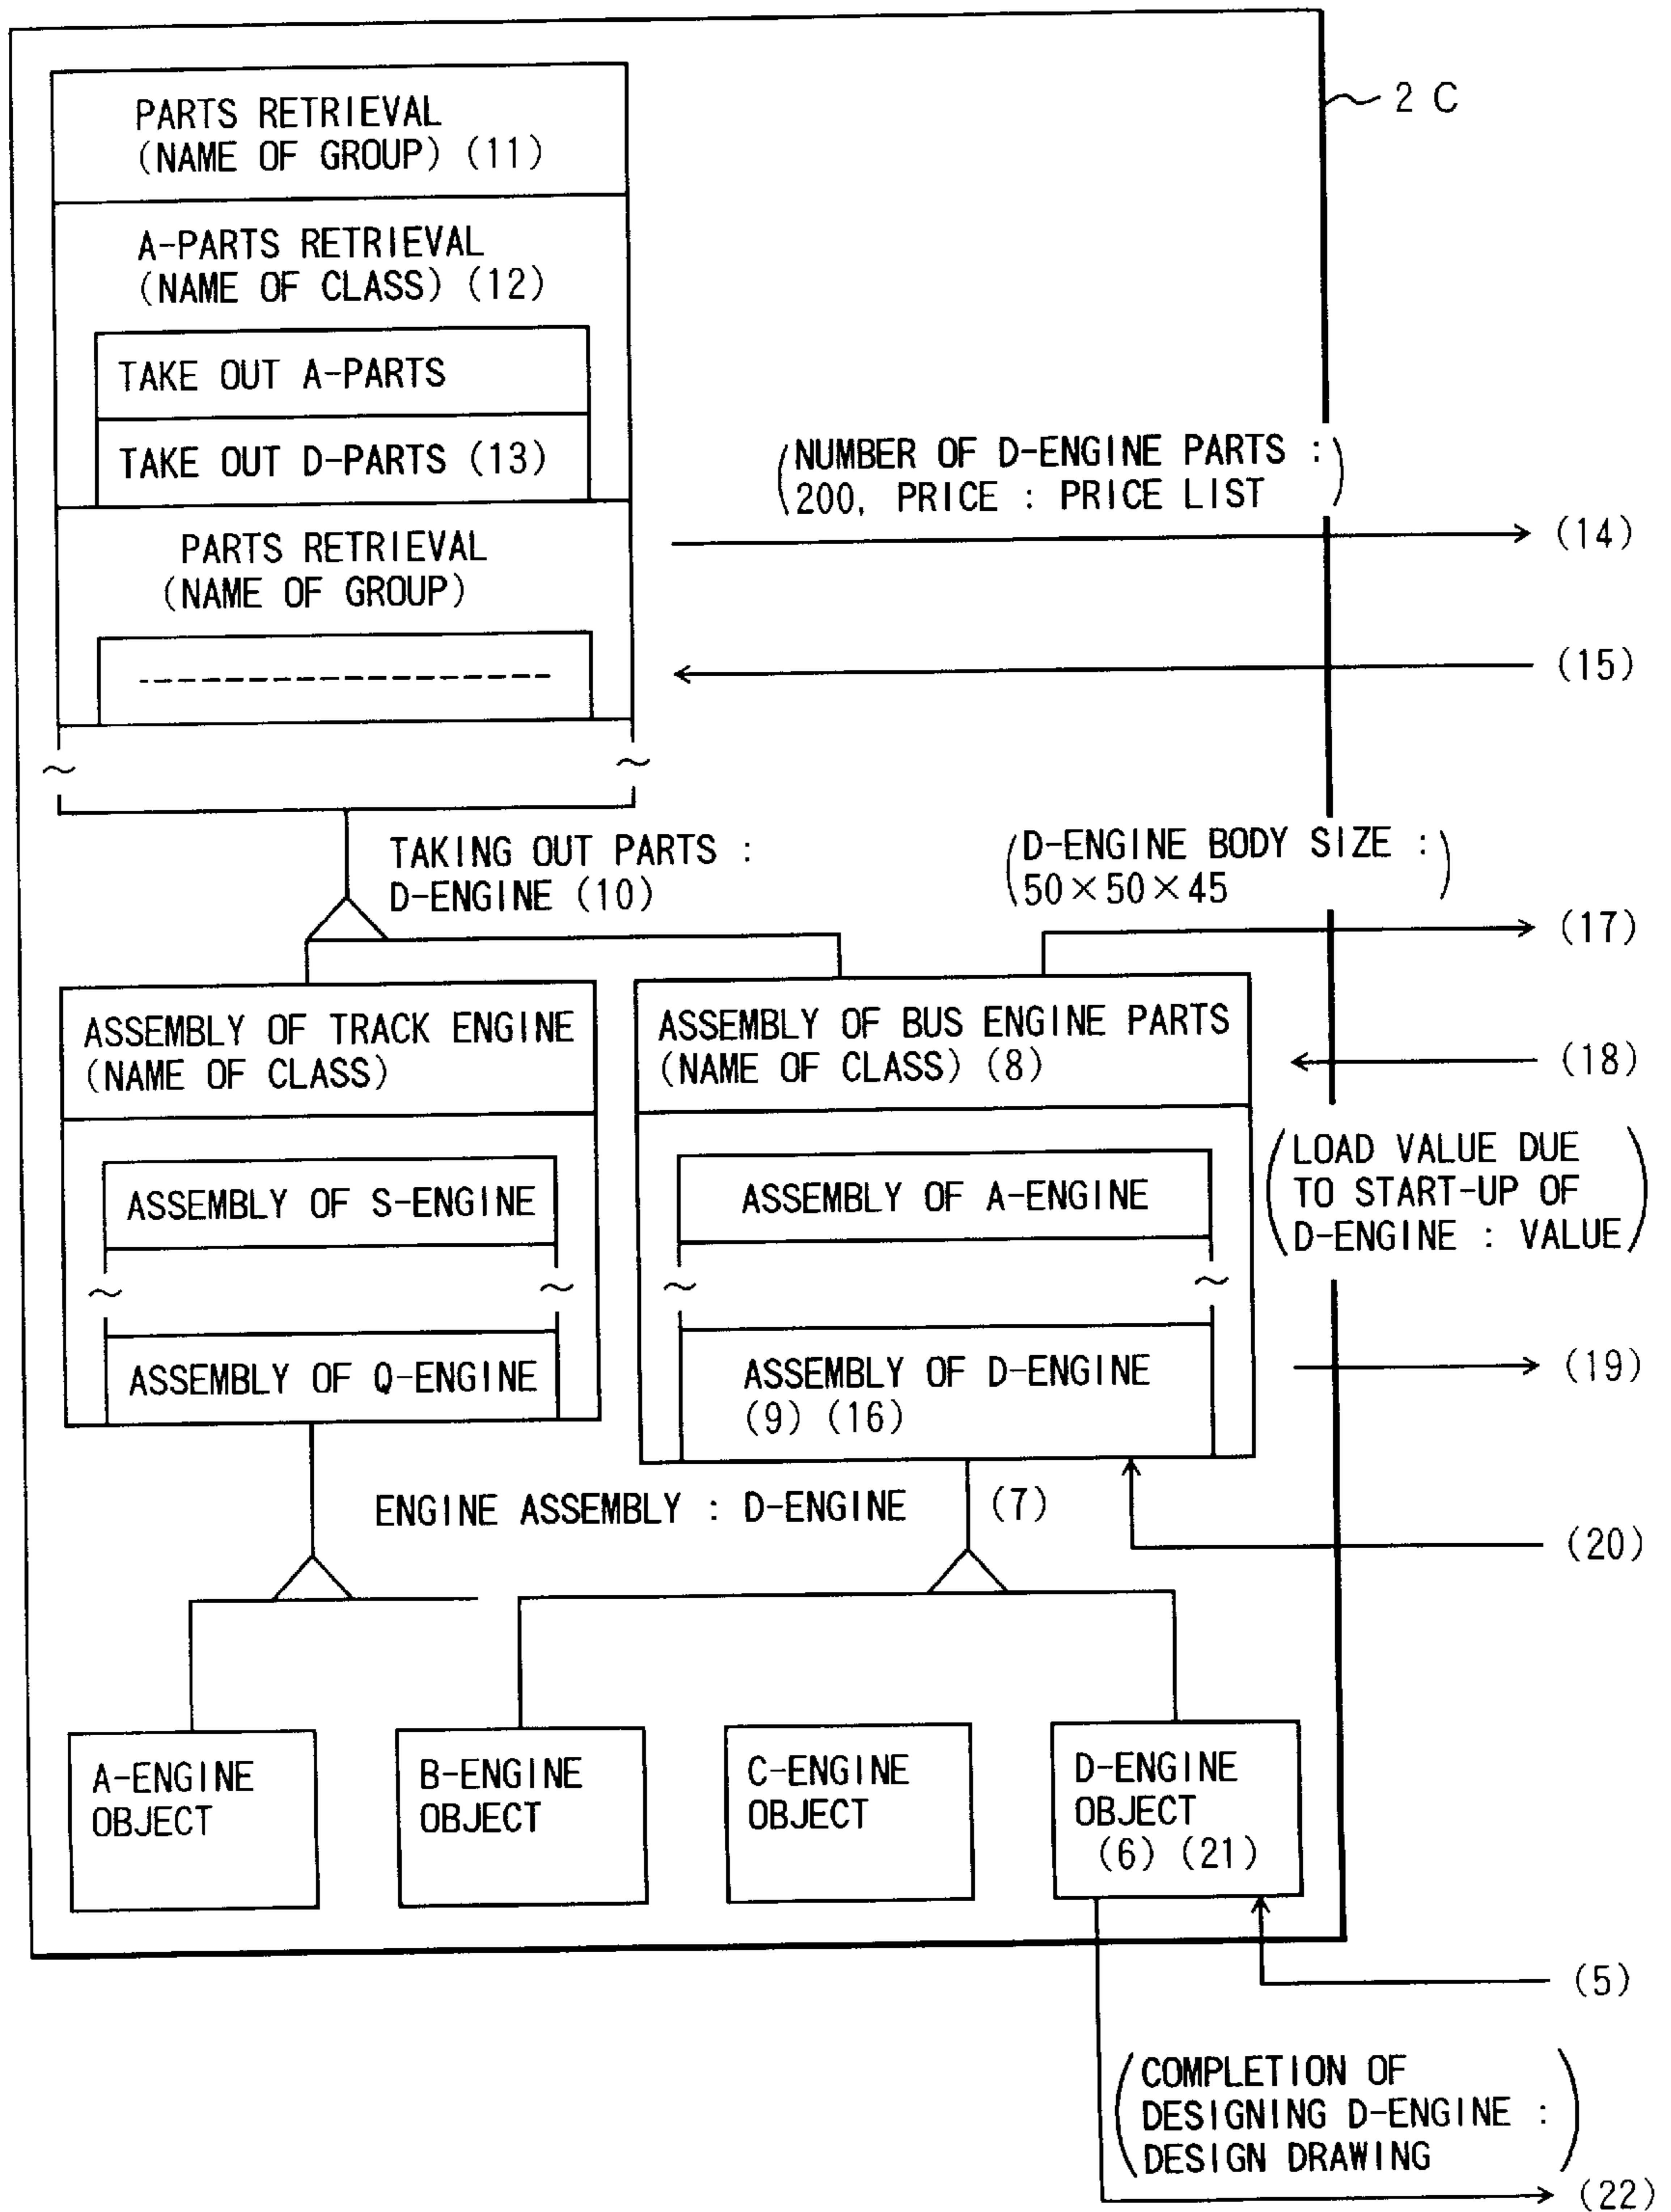 2 C
PARTS RETRIEVAL
(NAME OF GROUP) (11)
A-PARTS RETRIEVAL
(NAME OF CLASS) (12)
TAKE OUT A-PARTS
TAKE OUT D-PARTS (13)
(NUMBER OF D-ENGINE PARTS :
200, PRICE : PRICE LIST)
(14)
PARTS RETRIEVAL
(NAME OF GROUP)
(15)
TAKING OUT PARTS :
D-ENGINE (10)
(D-ENGINE BODY SIZE :
50×50×45)
(17)
ASSEMBLY OF TRACK ENGINE
(NAME OF CLASS)
ASSEMBLY OF BUS ENGINE PARTS
(NAME OF CLASS) (8)
(18)
ASSEMBLY OF S-ENGINE
ASSEMBLY OF A-ENGINE
(LOAD VALUE DUE
TO START-UP OF
D-ENGINE : VALUE)
ASSEMBLY OF Q-ENGINE
ASSEMBLY OF D-ENGINE
(9) (16)
(19)
ENGINE ASSEMBLY : D-ENGINE (7)
(20)
A-ENGINE
OBJECT
B-ENGINE
OBJECT
C-ENGINE
OBJECT
D-ENGINE
OBJECT
(6) (21)
(5)
(COMPLETION OF
DESIGNING D-ENGINE :
DESIGN DRAWING)
(22)